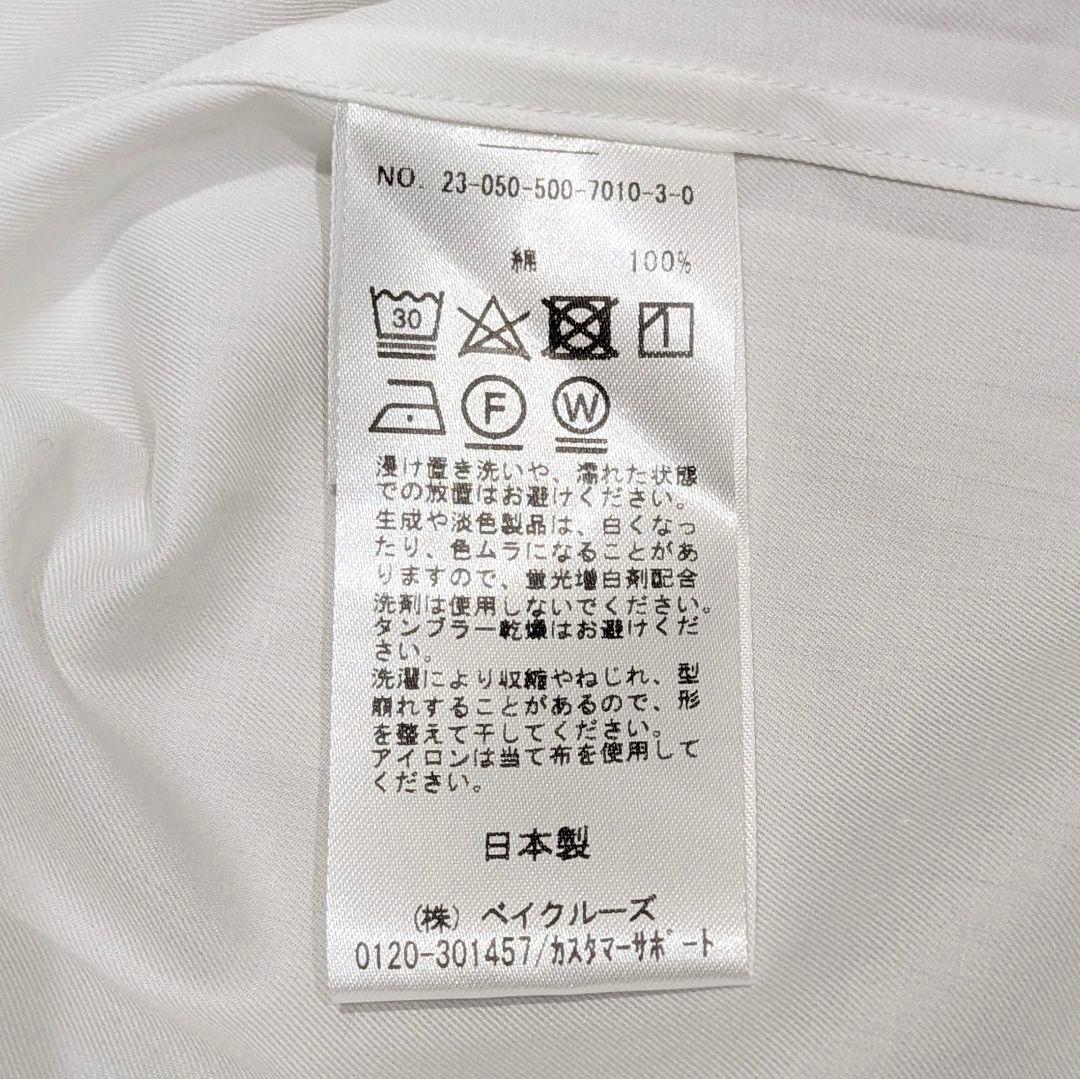 NO. 23-050-500-7010-3-0
綿 100%
30
F W
浸け置き洗いや、濡れた状態
での放置はお避けください。
生成や淡色製品は、白くなっ
たり、色ムラになることがあ
りますので、蛍光増白剤配合
洗剤は使用しないでください。
タンブラー乾燥はお避けくだ
さい。
洗濯により収縮やねじれ、型
崩れすることがあるので、形
を整えて干してください。
アイロンは当て布を使用して
ください。
日本製
(株) ベイクルーズ
0120-301457/カスタマーサポート